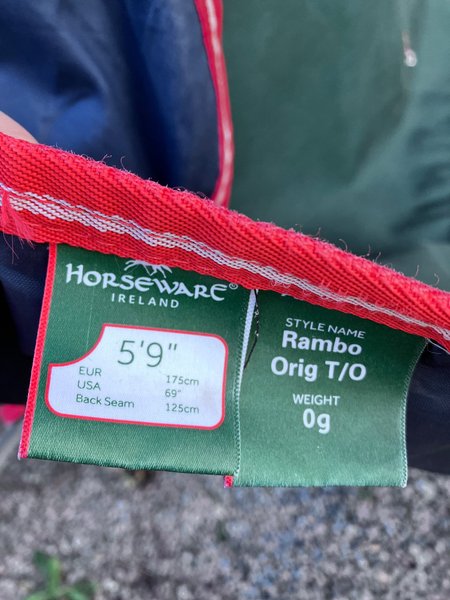 HORSEWARE®
IRELAND
5'9"
EUR 175cm
USA 69"
Back Seam 125cm
STYLE NAME
Rambo
Orig T/O
WEIGHT
0g